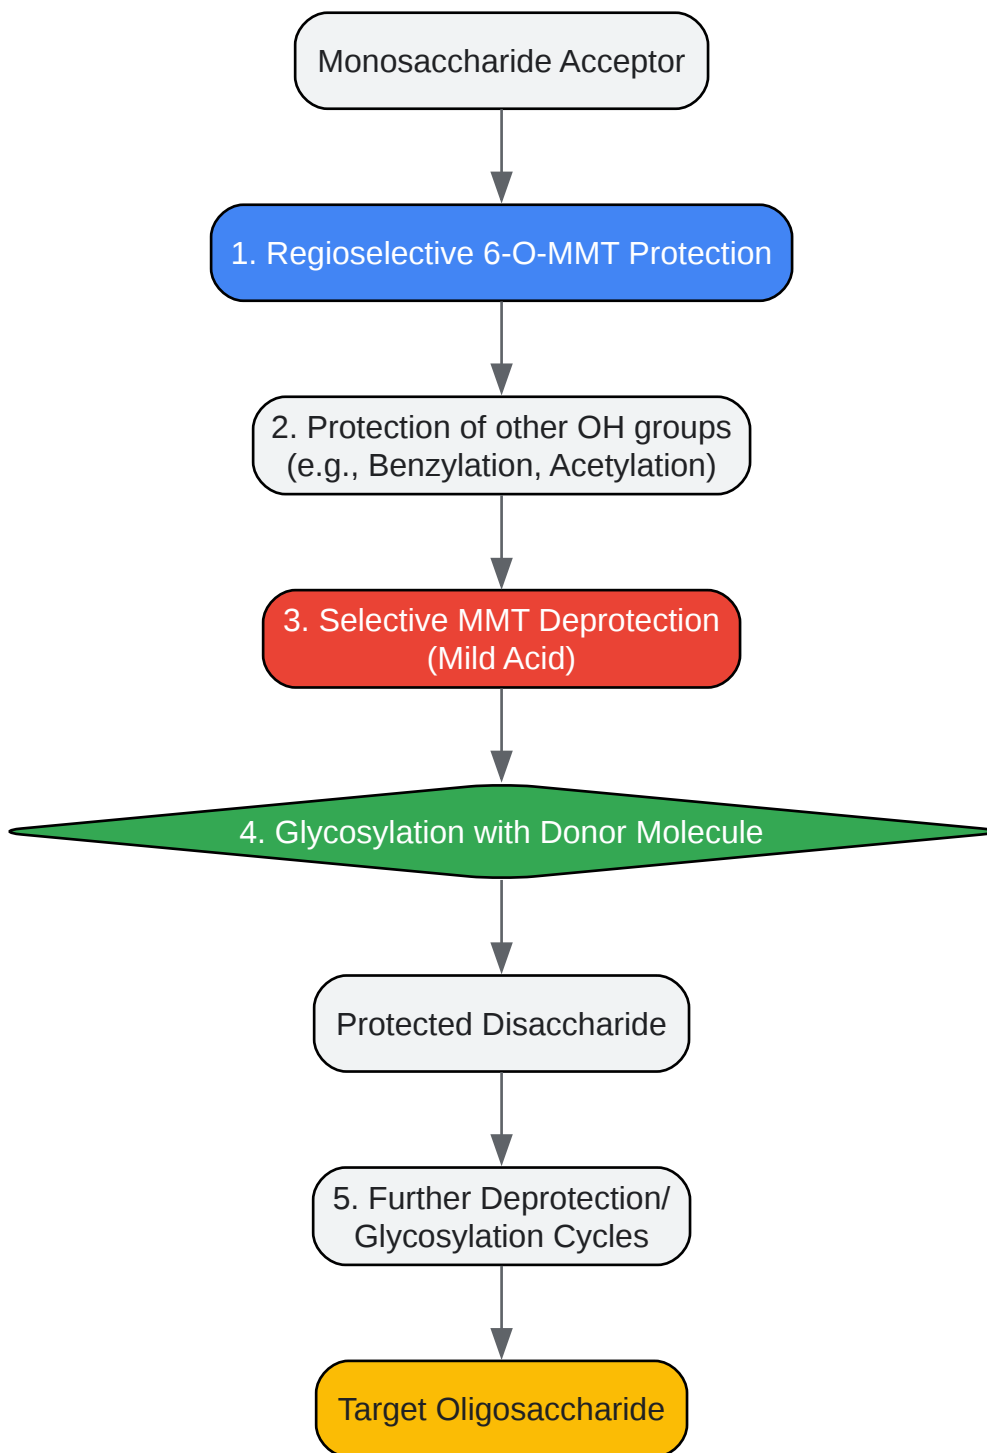 Monosaccharide Acceptor
1. Regioselective 6-O-MMT Protection
2. Protection of other OH groups
(e.g., Benzylation, Acetylation)
3. Selective MMT Deprotection
(Mild Acid)
4. Glycosylation with Donor Molecule
Protected Disaccharide
5. Further Deprotection/
Glycosylation Cycles
Target Oligosaccharide